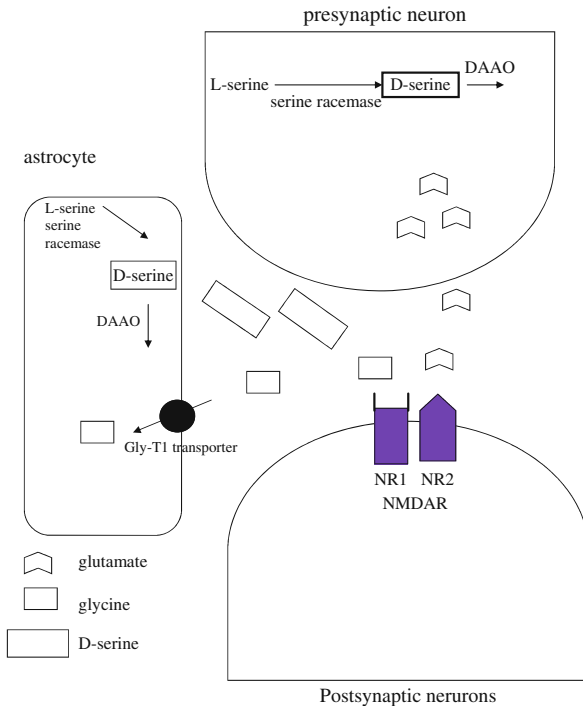 presynaptic neuron
L-serine
serine racemase
D-serine
DAAO
astrocyte
L-serine
serine
racemase
D-serine
DAAO
Gly-T1 transporter
NR1 NR2
NMDAR
glutamate
glycine
D-serine
Postsynaptic nerurons